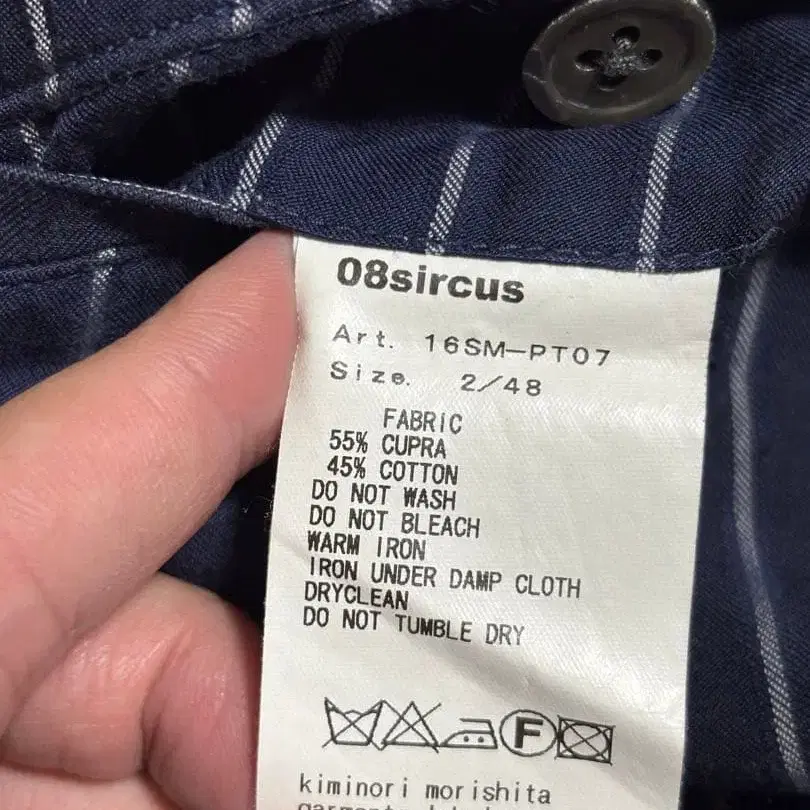 08sircus
Art. 16SM-PT07
Size. 2/48
FABRIC
55% CUPRA
45% COTTON
DO NOT WASH
DO NOT BLEACH
WARM IRON
IRON UNDER DAMP CLOTH
DRYCLEAN
DO NOT TUMBLE DRY
F
kiminori morishita